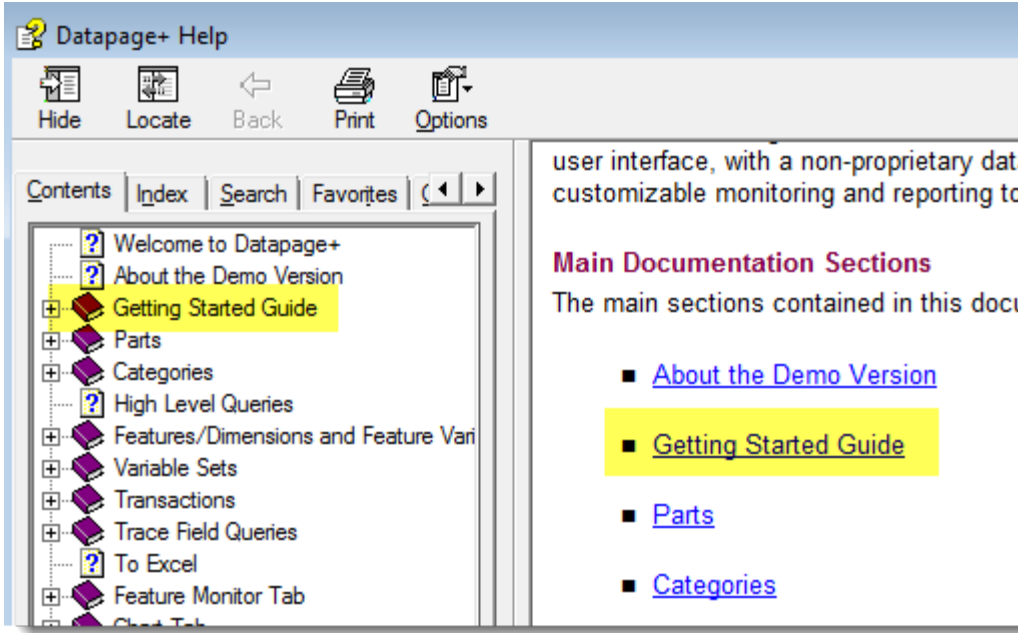 Datapage+ Help
Hide Locate Back Print Options
Contents Index Search Favorites
Welcome to Datapage+
About the Demo Version
Getting Started Guide
Parts
Categories
High Level Queries
Features/Dimensions and Feature Vari
Variable Sets
Transactions
Trace Field Queries
To Excel
Feature Monitor Tab
Chart Tab
user interface, with a non-proprietary dat
customizable monitoring and reporting to
Main Documentation Sections
The main sections contained in this docu
About the Demo Version
Getting Started Guide
Parts
Categories